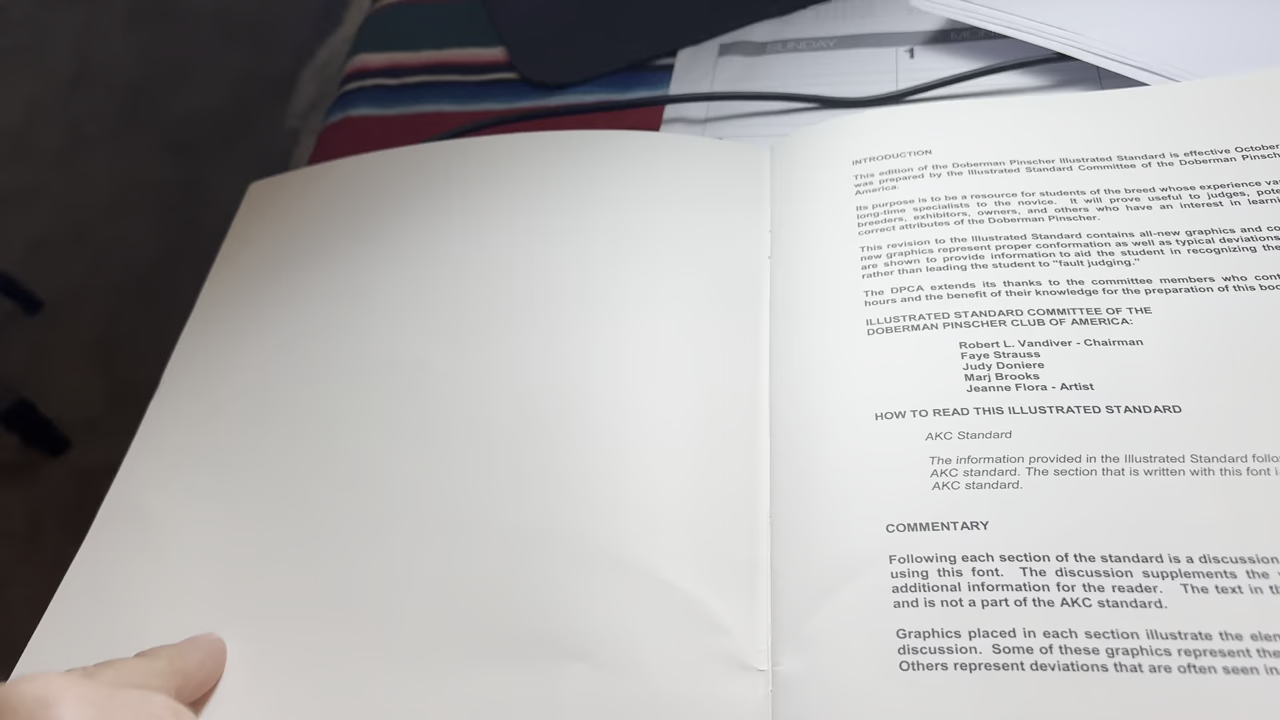 SUNDAY
1
INTRODUCTION
This edition of the Doberman Pinscher Illustrated Standard is effective October
was prepared by the Illustrated Standard Committee of the Doberman Pinsch
America.
Its purpose is to be a resource for students of the breed whose experience va
long-time specialists to the novice. It will prove useful to judges, pote
breeders, exhibitors, owners, and others who have an interest in learni
correct attributes of the Doberman Pinscher.
This revision to the Illustrated Standard contains all-new graphics and co
new graphics represent proper conformation as well as typical deviations
are shown to provide information to aid the student in recognizing the
rather than leading the student to "fault judging."
The DPCA extends its thanks to the committee members who cont
hours and the benefit of their knowledge for the preparation of this boo
ILLUSTRATED STANDARD COMMITTEE OF THE
DOBERMAN PINSCHER CLUB OF AMERICA:
Robert L. Vandiver - Chairman
Faye Strauss
Judy Doniere
Marj Brooks
Jeanne Flora - Artist
HOW TO READ THIS ILLUSTRATED STANDARD
AKC Standard
The information provided in the Illustrated Standard follo
AKC standard. The section that is written with this font i
AKC standard.
COMMENTARY
Following each section of the standard is a discussion
using this font. The discussion supplements the
additional information for the reader. The text in th
and is not a part of the AKC standard.
Graphics placed in each section illustrate the elem
discussion. Some of these graphics represent the
Others represent deviations that are often seen in